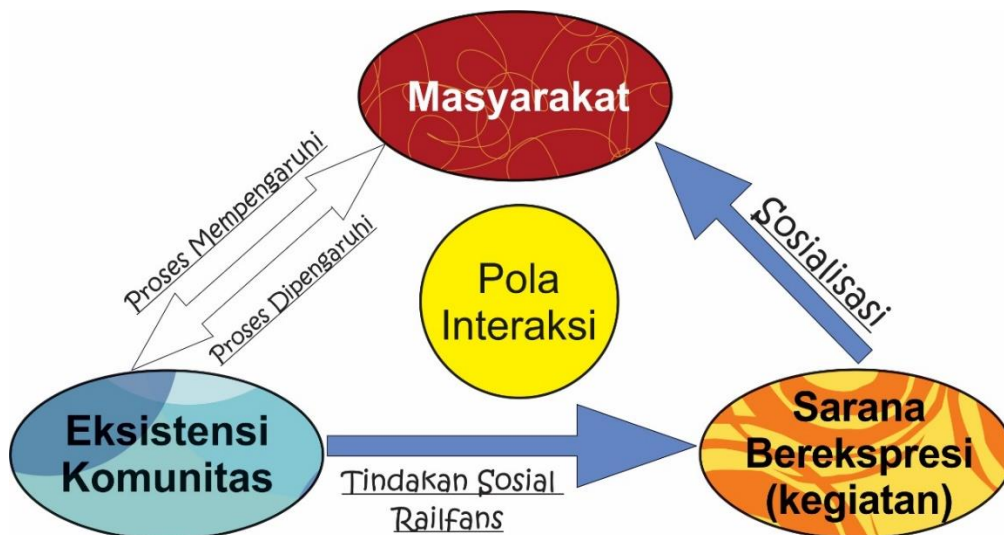 Masyarakat
Proses Mempengaruhi
Proses Dipengaruhi
Sosialisasi
Pola
Interaksi
Eksistensi
Komunitas
Tindakan Sosial
Railfans
Sarana
Berekspresi
(kegiatan)